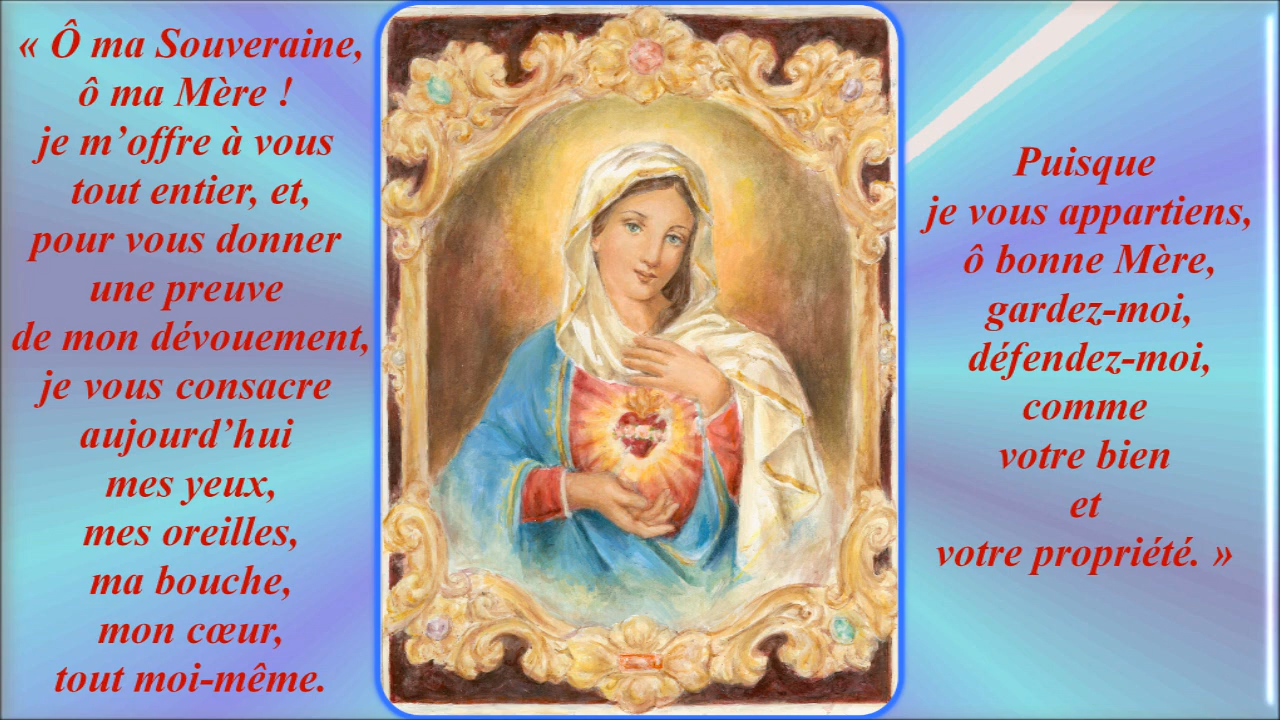 « Ô ma Souveraine,
ô ma Mère !
je m’offre à vous
tout entier, et,
pour vous donner
une preuve
de mon dévouement,
je vous consacre
aujourd’hui
mes yeux,
mes oreilles,
ma bouche,
mon cœur,
tout moi-même.
Puisque
je vous appartiens,
ô bonne Mère,
gardez-moi,
défendez-moi,
comme
votre bien
et
votre propriété. »